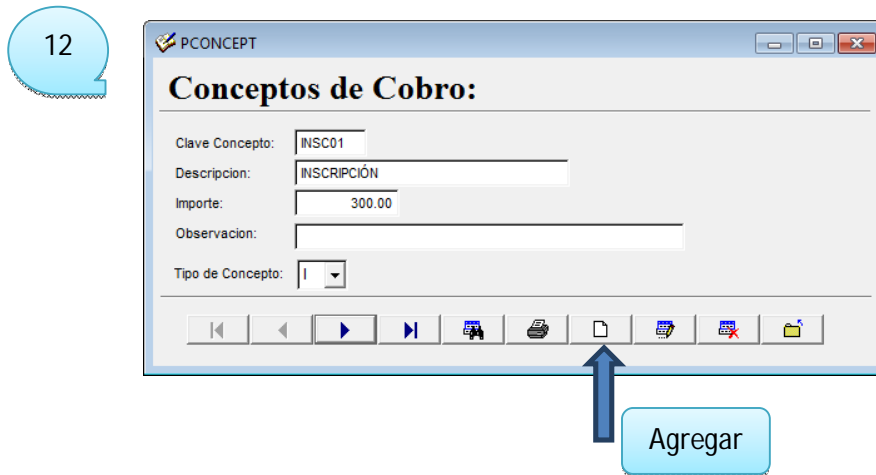 12
PCONCEPT
Conceptos de Cobro:
Clave Concepto: INSC01
Descripcion: INSCRIPCIÓN
Importe: 300.00
Observacion:
Tipo de Concepto: I
Agregar